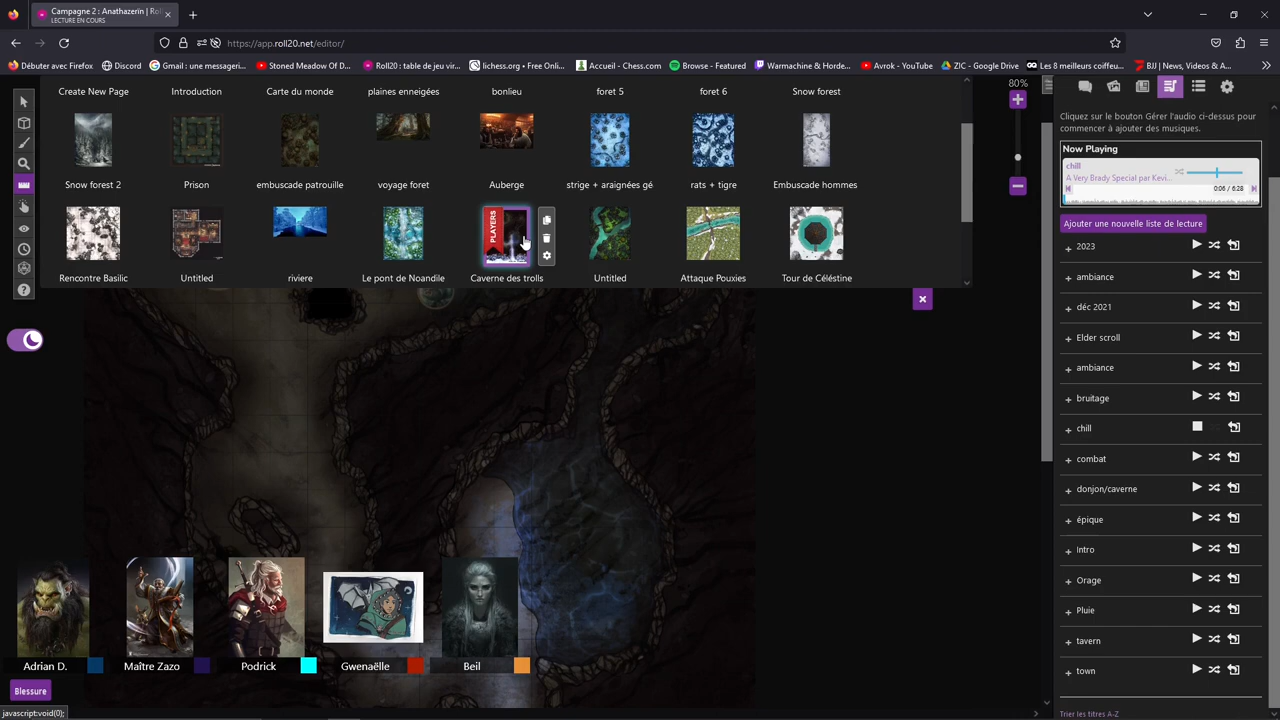 Campagne 2 : Anathazerïn | Roll
LECTURE EN COURS
https://app.roll20.net/editor/
Débuter avec Firefox
Discord
Gmail : une messageri...
Stoned Meadow Of D...
Roll20 : table de jeu vir...
lichess.org • Free Onli...
Accueil - Chess.com
Browse - Featured
Warmachine & Horde...
Avrok - YouTube
ZIC - Google Drive
Les 8 meilleurs coiffeu...
BJJ | News, Videos & A...
Create New Page
Introduction
Carte du monde
plaines enneigées
bonlieu
foret 5
foret 6
Snow forest
Snow forest 2
Prison
embuscade patrouille
voyage foret
Auberge
strige + araignées gé
rats + tigre
Embuscade hommes
PLAYERS
Rencontre Basilic
Untitled
riviere
Le pont de Noandile
Caverne des trolls
Untitled
Attaque Pouxies
Tour de Céléstine
80%
Cliquez sur le bouton Gérer l'audio ci-dessus pour
commencer à ajouter des musiques.
Now Playing
chill
A Very Brady Special par Kevi...
0:06 / 6:28
Ajouter une nouvelle liste de lecture
2023
ambiance
déc 2021
Elder scroll
ambiance
bruitage
chill
combat
donjon/caverne
épique
Intro
Orage
Pluie
tavern
town
Trier les titres A-Z
Adrian D.
Maître Zazo
Podrick
Gwenaëlle
Beil
Blessure
javascript:void(0);